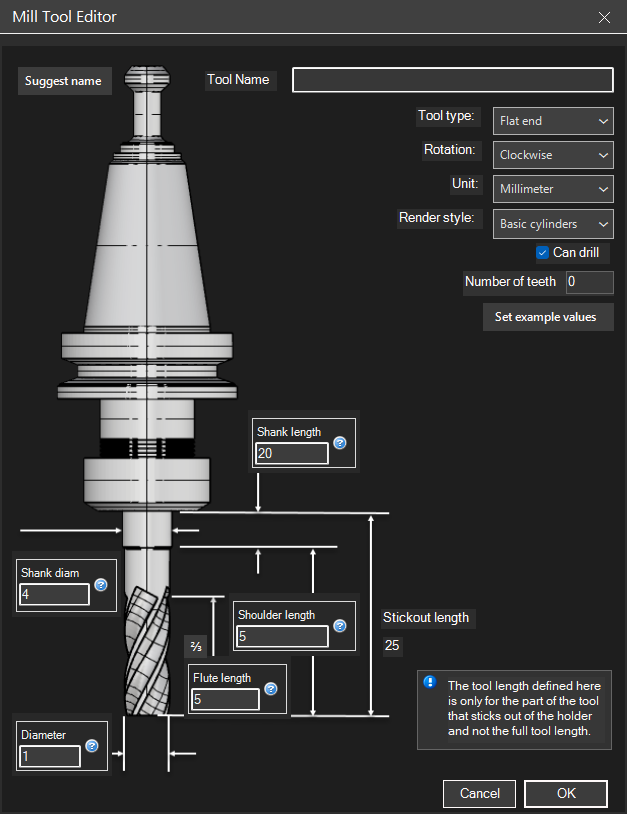 Mill Tool Editor
Suggest name
Tool Name
Tool type:
Flat end
Rotation:
Clockwise
Unit:
Millimeter
Render style:
Basic cylinders
Can drill
Number of teeth
0
Set example values
Shank length
20
Shank diam
4
Shoulder length
5
Stickout length
25
⅔
Flute length
5
The tool length defined here
is only for the part of the tool
that sticks out of the holder
and not the full tool length.
Diameter
1
Cancel
OK